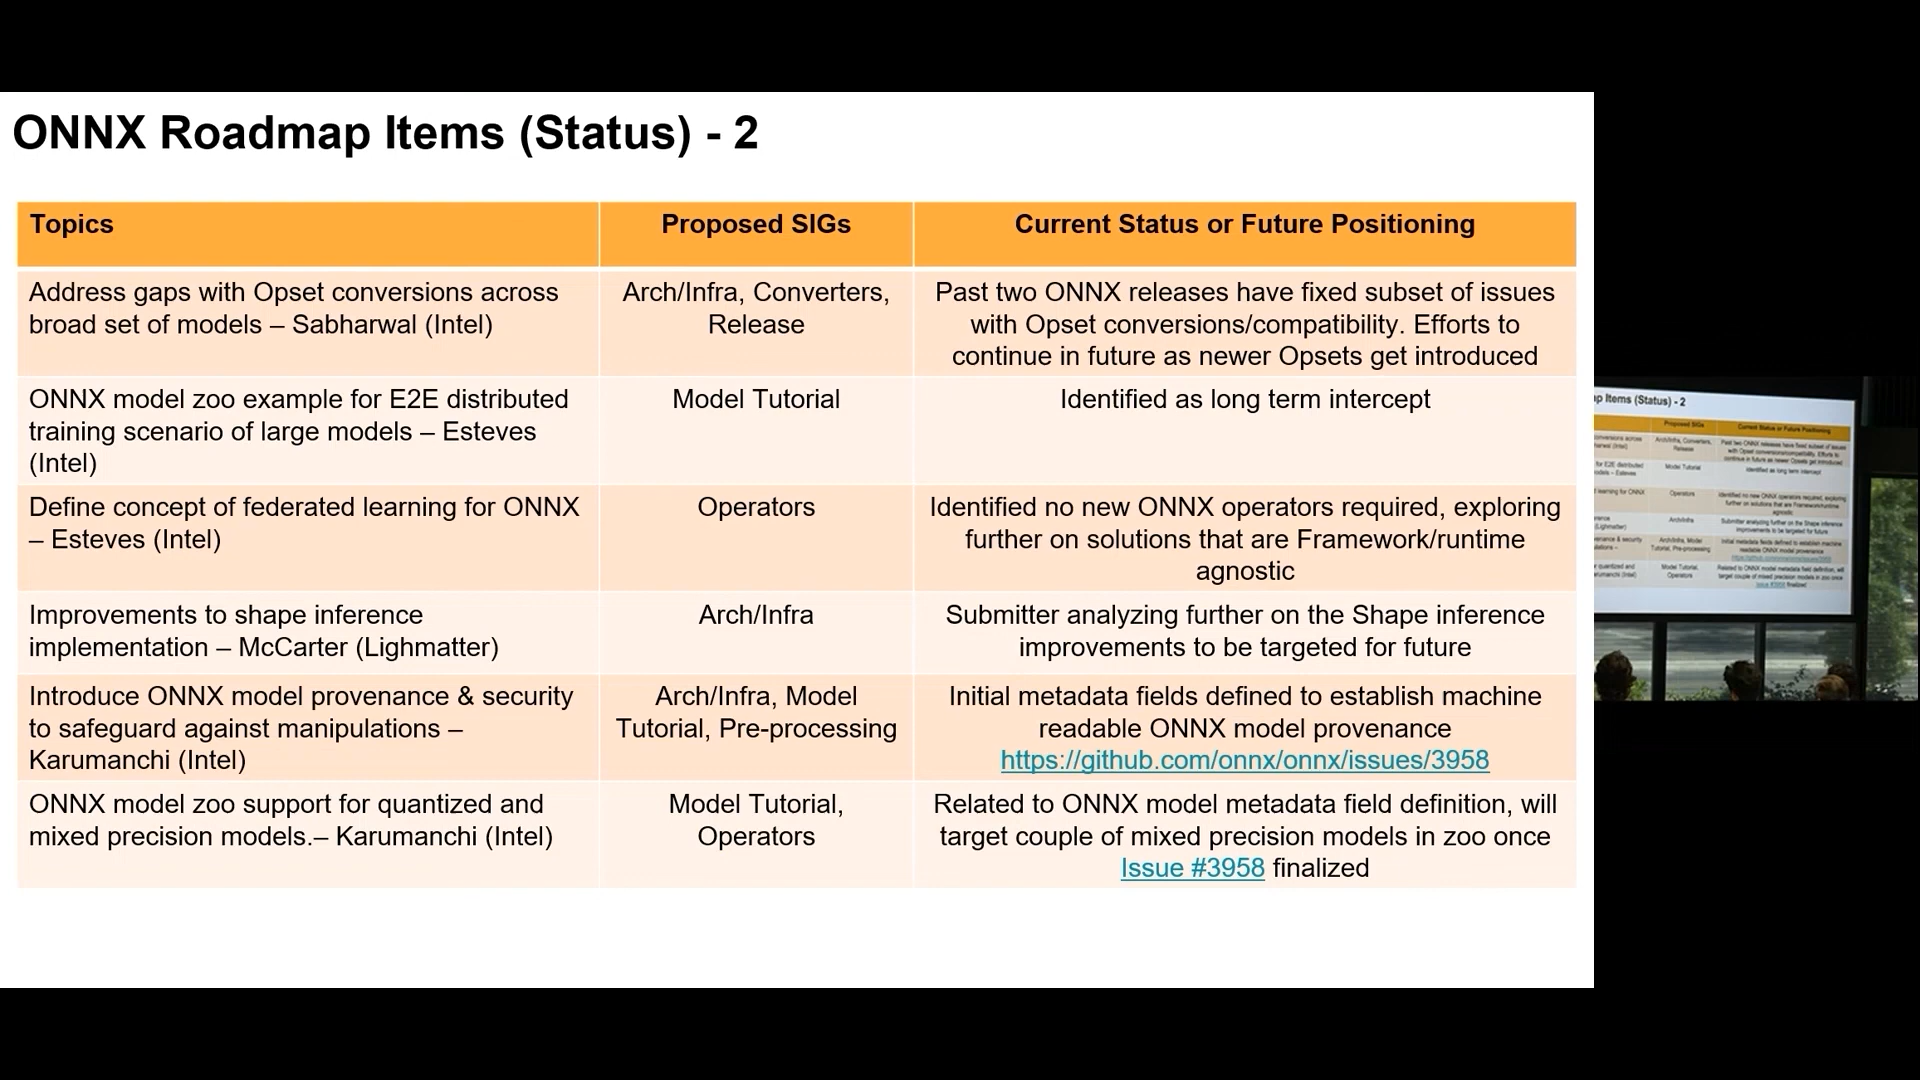 ONNX Roadmap Items (Status) - 2
Topics
Proposed SIGs
Current Status or Future Positioning
Address gaps with Opset conversions across
broad set of models – Sabharwal (Intel)
Arch/Infra, Converters,
Release
Past two ONNX releases have fixed subset of issues
with Opset conversions/compatibility. Efforts to
continue in future as newer Opsets get introduced
ONNX model zoo example for E2E distributed
training scenario of large models – Esteves
(Intel)
Model Tutorial
Identified as long term intercept
Define concept of federated learning for ONNX
– Esteves (Intel)
Operators
Identified no new ONNX operators required, exploring
further on solutions that are Framework/runtime
agnostic
Improvements to shape inference
implementation – McCarter (Lighmatter)
Arch/Infra
Submitter analyzing further on the Shape inference
improvements to be targeted for future
Introduce ONNX model provenance & security
to safeguard against manipulations –
Karumanchi (Intel)
Arch/Infra, Model
Tutorial, Pre-processing
Initial metadata fields defined to establish machine
readable ONNX model provenance
https://github.com/onnx/onnx/issues/3958
ONNX model zoo support for quantized and
mixed precision models.– Karumanchi (Intel)
Model Tutorial,
Operators
Related to ONNX model metadata field definition, will
target couple of mixed precision models in zoo once
Issue #3958 finalized
p Items (Status) - 2
Proposed SIGs
Current Status or Future Positioning